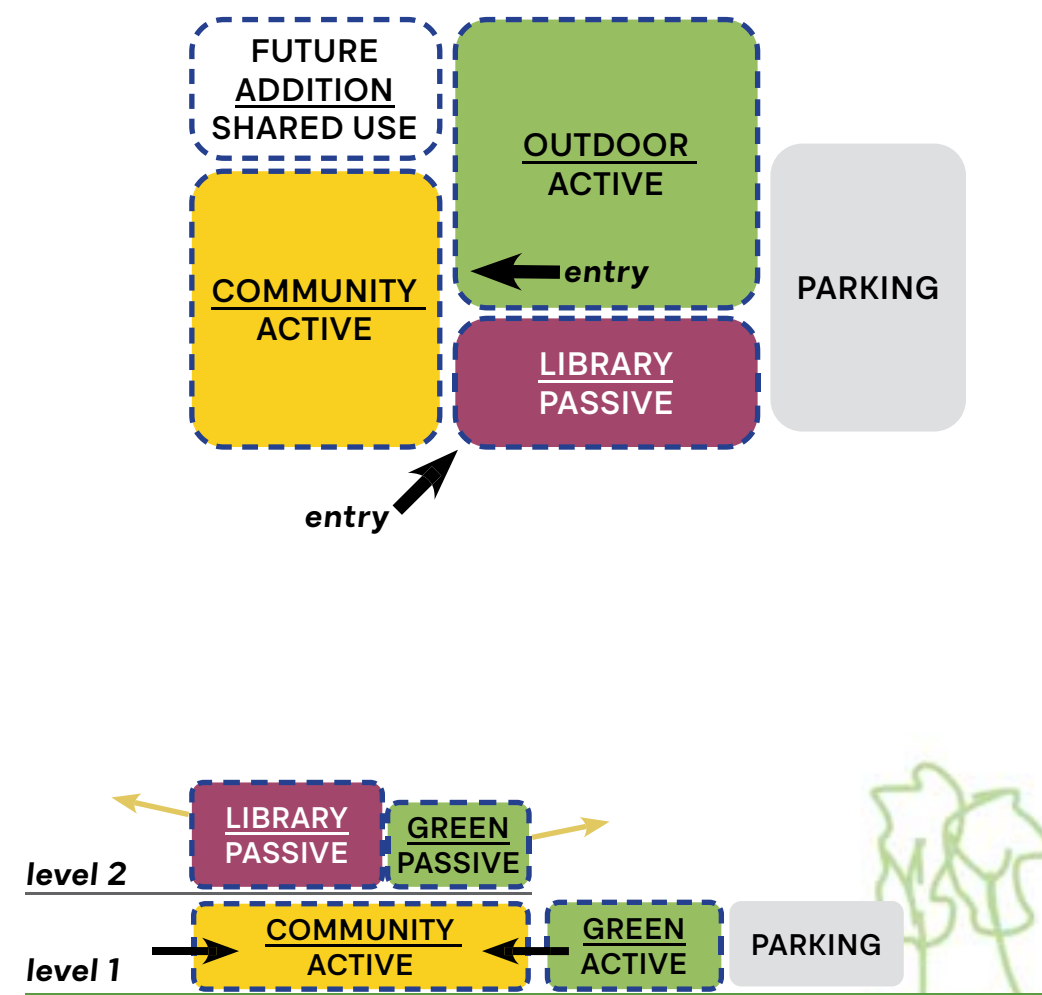 FUTURE
ADDITION
SHARED USE
OUTDOOR
ACTIVE
entry
COMMUNITY
ACTIVE
PARKING
LIBRARY
PASSIVE
entry
LIBRARY
PASSIVE
GREEN
PASSIVE
level 2
COMMUNITY
ACTIVE
GREEN
ACTIVE
PARKING
level 1